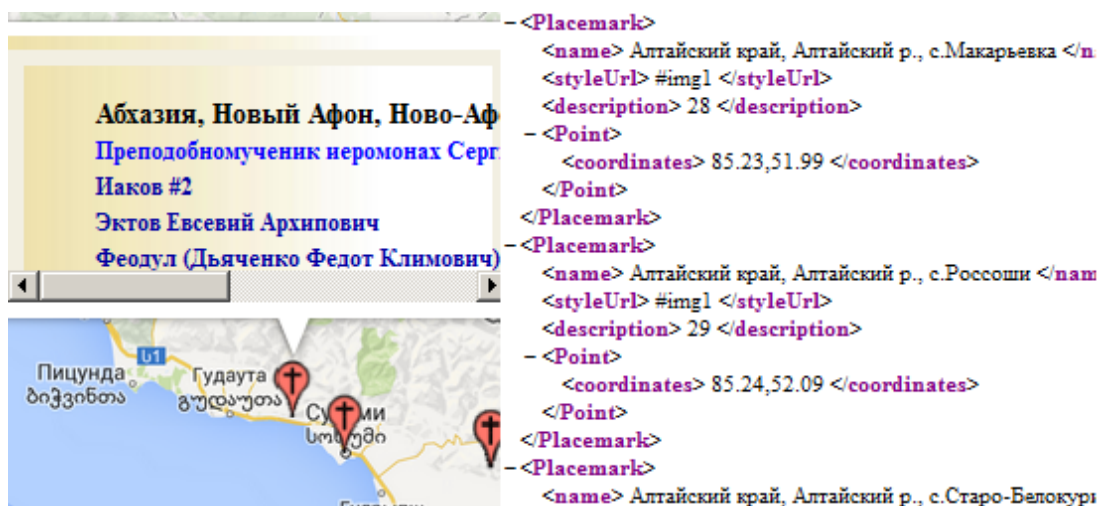 Абхазия, Новый Афон, Ново-Аф
Преподобномученик иеромонах Серг
Иаков #2
Эктов Евсевий Архипович
Феодул (Дьяченко Федот Климович)
Пицунда
ბიჭვინთა
Гудаута
გუდაუთა
– <Placemark>
<name> Алтайский край, Алтайский р., с.Макарьевка </n
<styleUrl> #img1 </styleUrl>
<description> 28 </description>
– <Point>
<coordinates> 85.23,51.99 </coordinates>
</Point>
</Placemark>
– <Placemark>
<name> Алтайский край, Алтайский р., с.Россоши </nam
<styleUrl> #img1 </styleUrl>
<description> 29 </description>
– <Point>
<coordinates> 85.24,52.09 </coordinates>
</Point>
</Placemark>
– <Placemark>
<name> Алтайский край, Алтайский р., с.Старо-Белокури